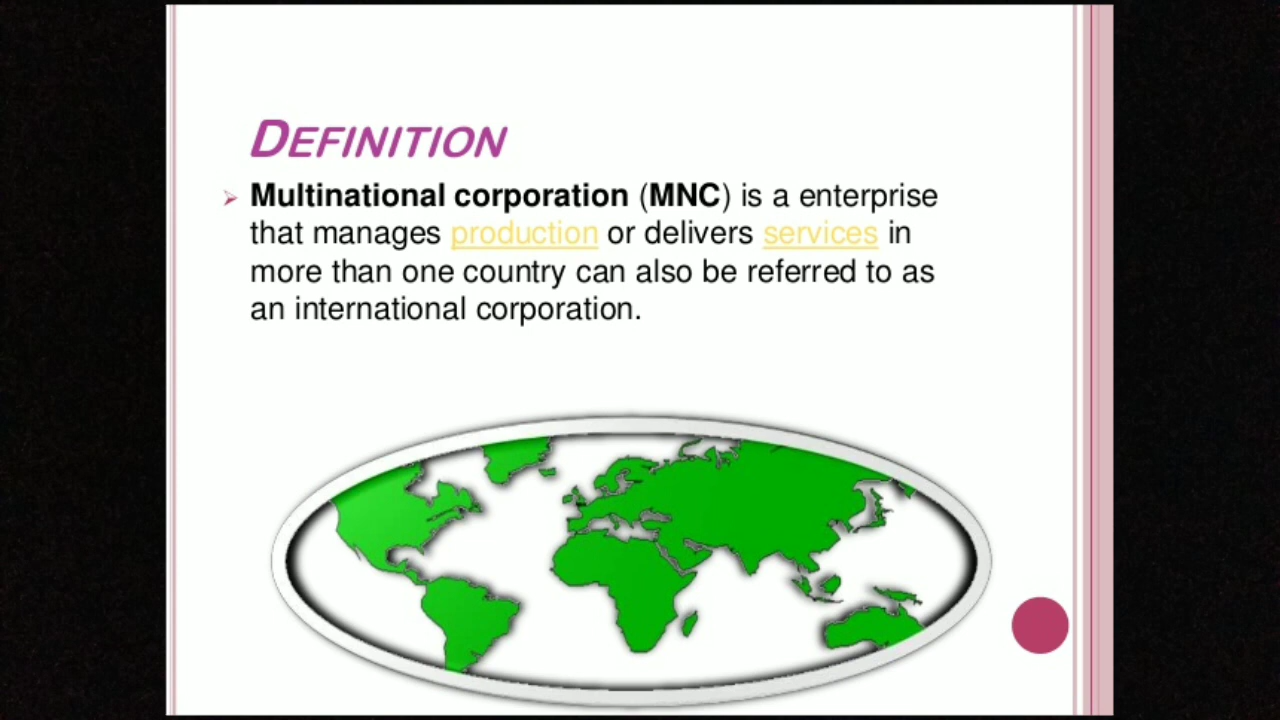 DEFINITION
Multinational corporation (MNC) is a enterprise
that manages production or delivers services in
more than one country can also be referred to as
an international corporation.